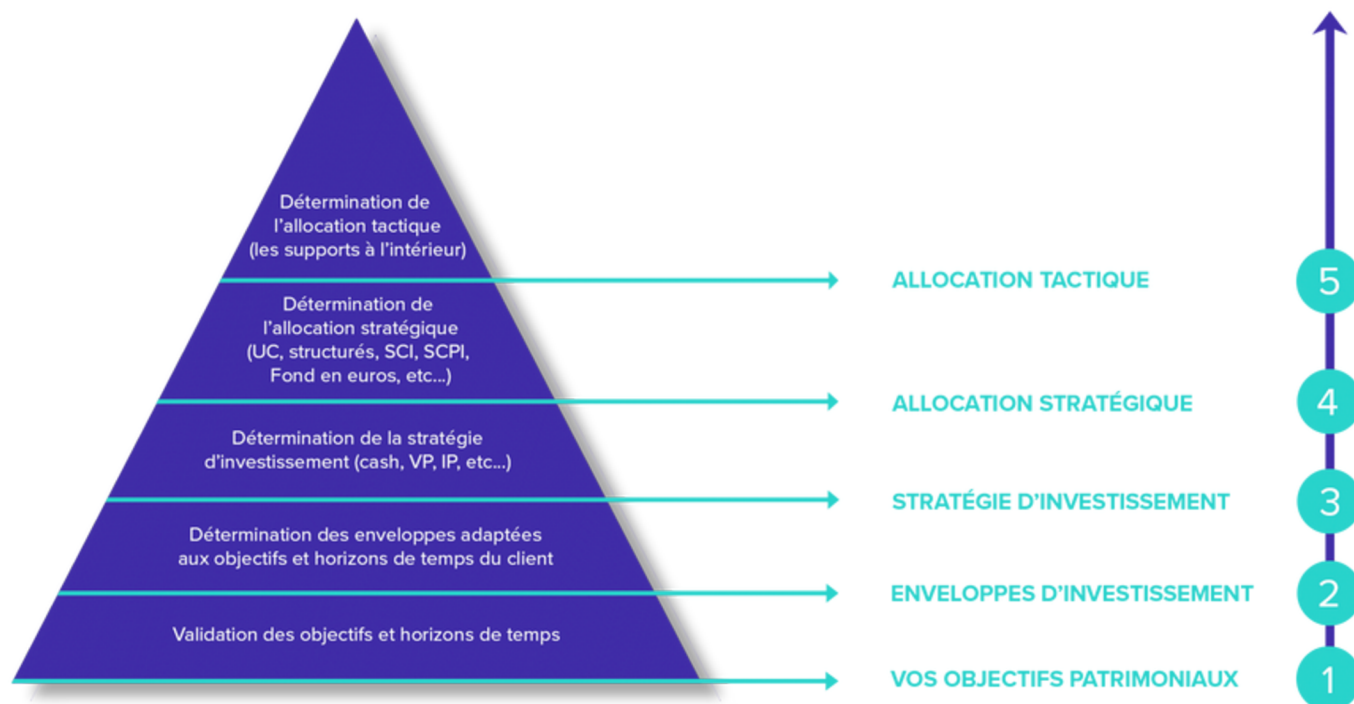 Détermination de
l'allocation tactique
(les supports à l'intérieur)
ALLOCATION TACTIQUE
5
Détermination de
l'allocation stratégique
(UC, structurés, SCI, SCPI,
Fond en euros, etc...)
ALLOCATION STRATÉGIQUE
4
Détermination de la stratégie
d'investissement (cash, VP, IP, etc...)
STRATÉGIE D'INVESTISSEMENT
3
Détermination des enveloppes adaptées
aux objectifs et horizons de temps du client
ENVELOPPES D'INVESTISSEMENT
2
Validation des objectifs et horizons de temps
VOS OBJECTIFS PATRIMONIAUX
1